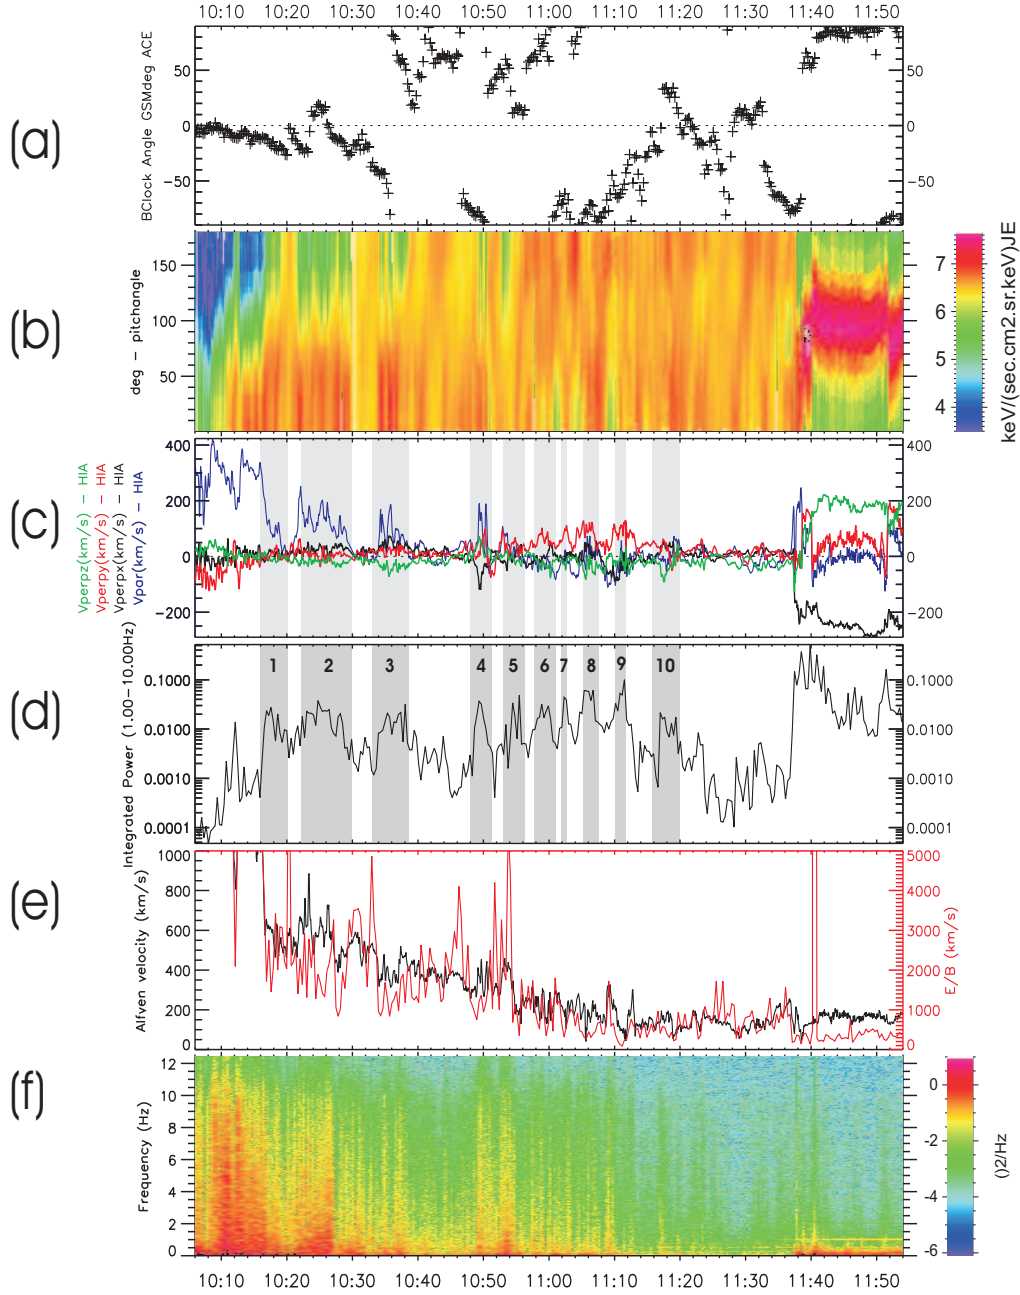 10:10 10:20 10:30 10:40 10:50 11:00 11:10 11:20 11:30 11:40 11:50
(a)
BClock Angle GSMdeg ACE
50
0
−50
50
0
−50
(b)
deg − pitchangle
150
100
50
7
6
5
4
keV/(sec.cm2.sr.keV)JE
(c)
Vperpz(km/s) − HIA
Vperpy(km/s) − HIA
Vperpx(km/s) − HIA
Vpar(km/s) − HIA
400
200
0
−200
400
200
0
−200
(d)
Integrated Power (1.00−10.00Hz)
0.1000
0.0100
0.0010
0.0001
1 2 3 4 5 6 7 8 9 10
0.1000
0.0100
0.0010
0.0001
(e)
Alfven velocity (km/s)
1000
800
600
400
200
0
5000
4000
3000
2000
1000
0
E/B (km/s)
(f)
Frequency (Hz)
12
10
8
6
4
2
0
0
-2
-4
-6
()2/Hz
10:10 10:20 10:30 10:40 10:50 11:00 11:10 11:20 11:30 11:40 11:50